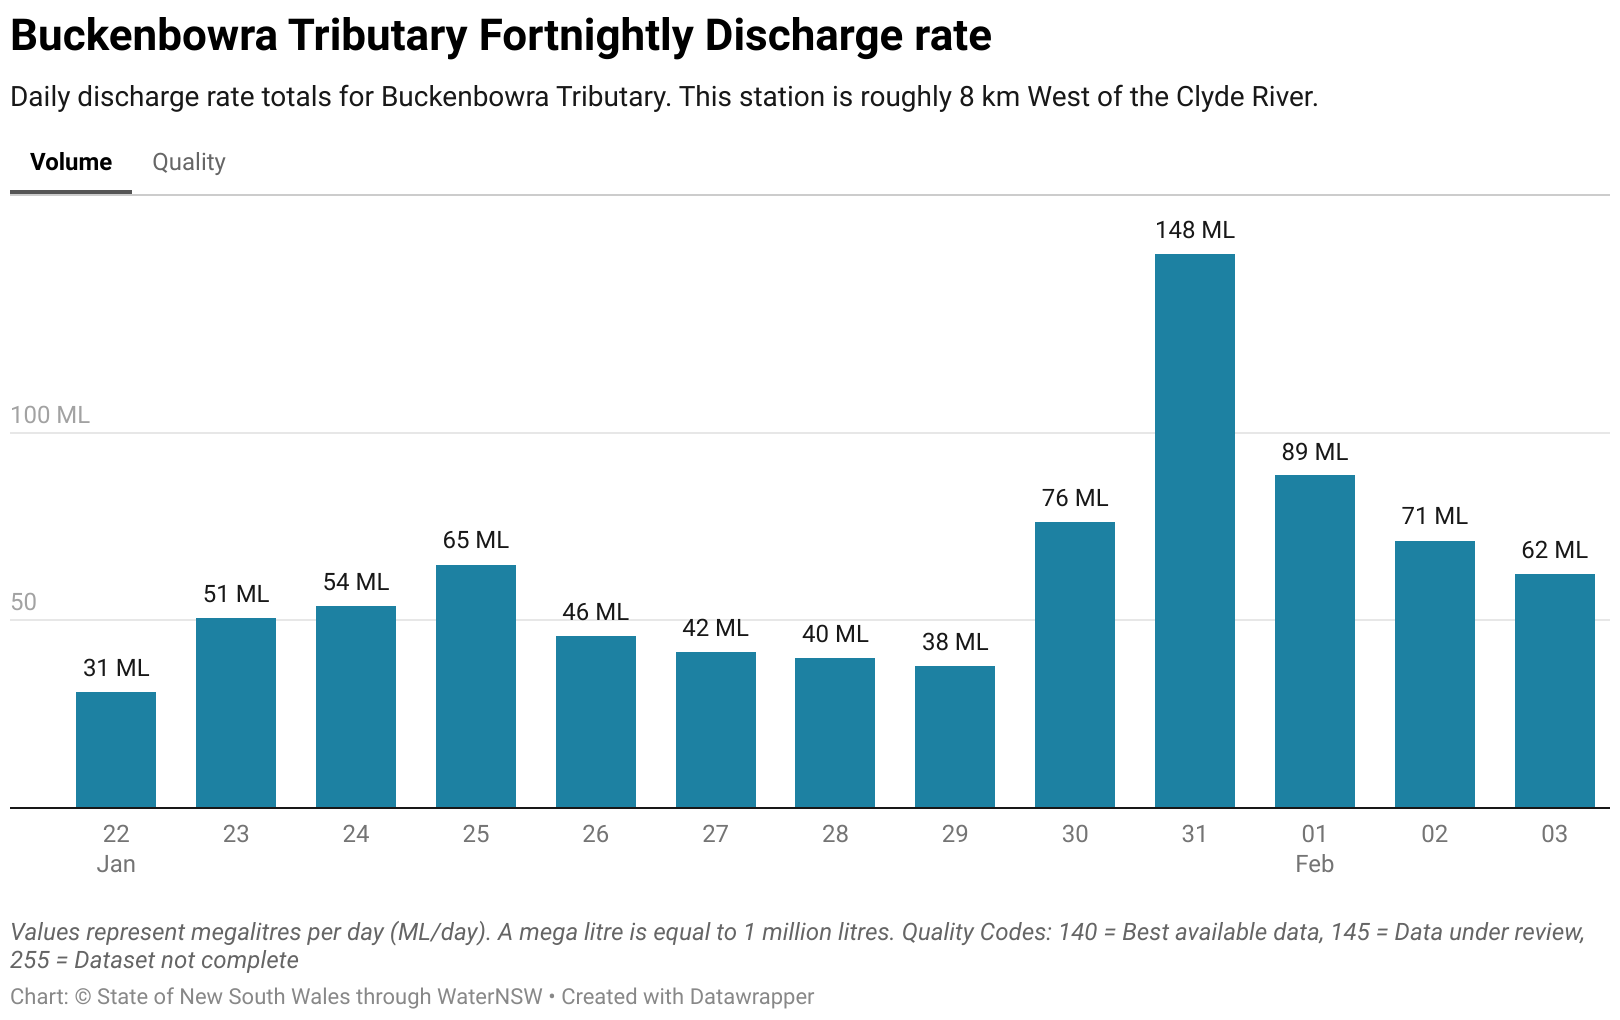 Buckenbowra Tributary Fortnightly Discharge rate
Daily discharge rate totals for Buckenbowra Tributary. This station is roughly 8 km West of the Clyde River.
Volume Quality
148 ML
100 ML
89 ML
76 ML
71 ML
65 ML
62 ML
54 ML
51 ML
50
46 ML
42 ML
40 ML
38 ML
31 ML
22 23 24 25 26 27 28 29 30 31 01 02 03
Jan Feb
Values represent megalitres per day (ML/day). A mega litre is equal to 1 million litres. Quality Codes: 140 = Best available data, 145 = Data under review,
255 = Dataset not complete
Chart: © State of New South Wales through WaterNSW • Created with Datawrapper